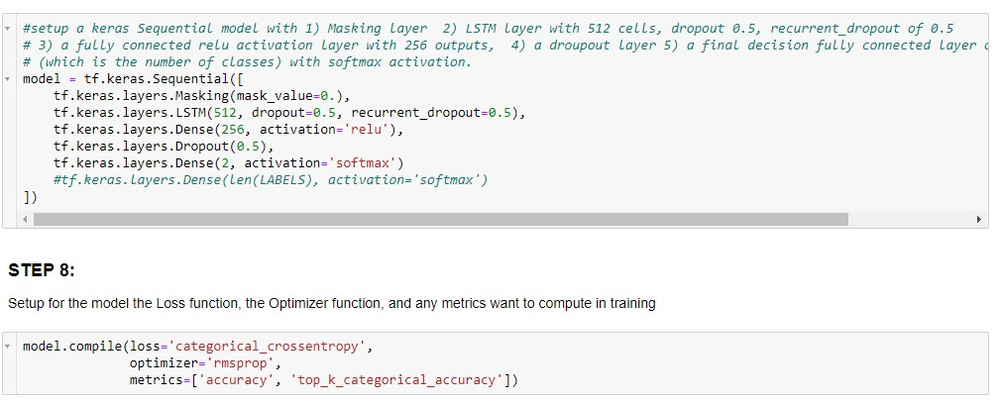 #setup a keras Sequential model with 1) Masking layer  2) LSTM layer with 512 cells, dropout 0.5, recurrent_dropout of 0.5
# 3) a fully connected relu activation layer with 256 outputs,  4) a droupout layer 5) a final decision fully connected layer
# (which is the number of classes) with softmax activation.
model = tf.keras.Sequential([
    tf.keras.layers.Masking(mask_value=0.),
    tf.keras.layers.LSTM(512, dropout=0.5, recurrent_dropout=0.5),
    tf.keras.layers.Dense(256, activation='relu'),
    tf.keras.layers.Dropout(0.5),
    tf.keras.layers.Dense(2, activation='softmax')
    #tf.keras.layers.Dense(len(LABELS), activation='softmax')
])
STEP 8:
Setup for the model the Loss function, the Optimizer function, and any metrics want to compute in training
model.compile(loss='categorical_crossentropy',
              optimizer='rmsprop',
              metrics=['accuracy', 'top_k_categorical_accuracy'])